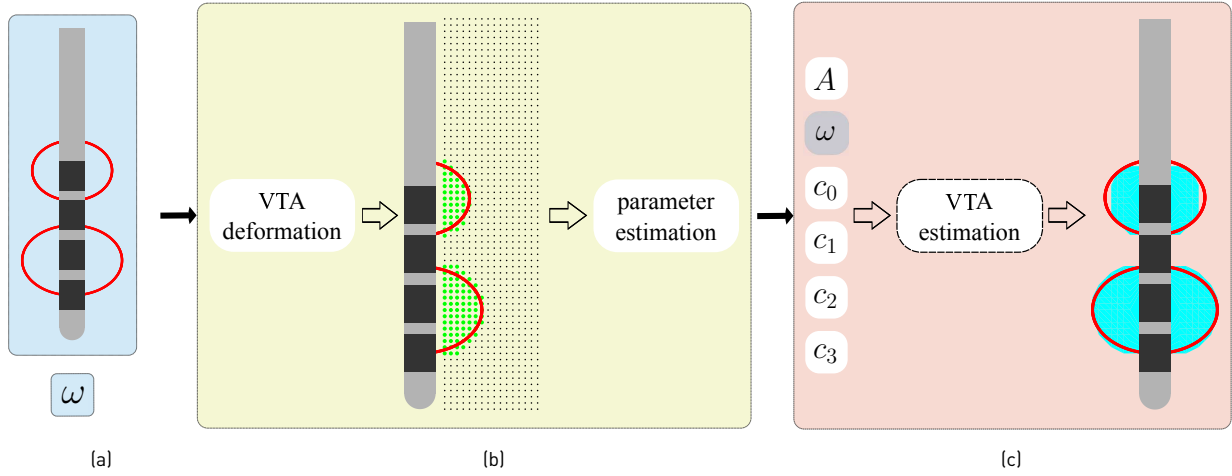 ω
(a)
VTA
deformation
parameter
estimation
(b)
A
ω
c₀
c₁
c₂
c₃
VTA
estimation
(c)